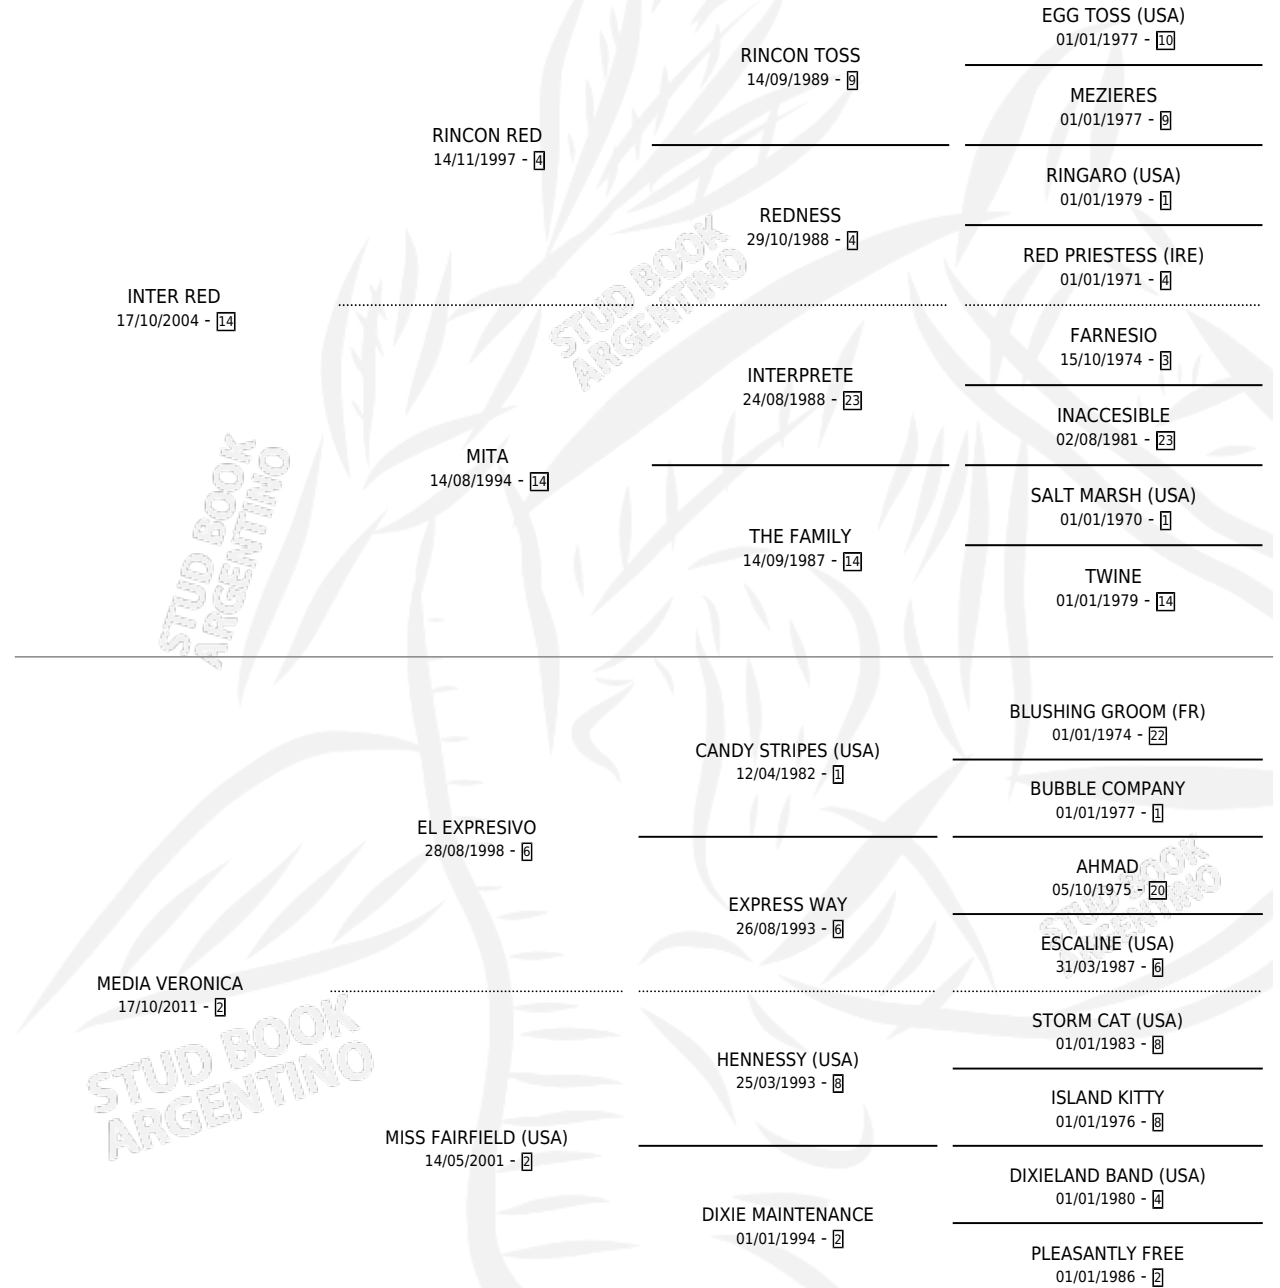 EGG TOSS (USA)
01/01/1977 - 10
RINCON TOSS
14/09/1989 - 9
MEZIERES
01/01/1977 - 9
RINCON RED
14/11/1997 - 4
RINGARO (USA)
01/01/1979 - 1
REDNESS
29/10/1988 - 4
RED PRIESTESS (IRE)
01/01/1971 - 4
INTER RED
17/10/2004 - 14
STUD BOOK
ARGENTINO
FARNESIO
15/10/1974 - 3
INTERPRETE
24/08/1988 - 23
INACCESIBLE
02/08/1981 - 23
MITA
14/08/1994 - 14
SALT MARSH (USA)
01/01/1970 - 1
THE FAMILY
14/09/1987 - 14
TWINE
01/01/1979 - 14
STUD BOOK
ARGENTINO
BLUSHING GROOM (FR)
01/01/1974 - 22
CANDY STRIPES (USA)
12/04/1982 - 1
BUBBLE COMPANY
01/01/1977 - 1
EL EXPRESIVO
28/08/1998 - 6
AHMAD
05/10/1975 - 20
STUD BOOK
ARGENTINO
EXPRESS WAY
26/08/1993 - 6
ESCALINE (USA)
31/03/1987 - 6
MEDIA VERONICA
17/10/2011 - 2
STUD BOOK
ARGENTINO
STORM CAT (USA)
01/01/1983 - 8
HENNESSY (USA)
25/03/1993 - 8
ISLAND KITTY
01/01/1976 - 8
MISS FAIRFIELD (USA)
14/05/2001 - 2
DIXIELAND BAND (USA)
01/01/1980 - 4
DIXIE MAINTENANCE
01/01/1994 - 2
PLEASANTLY FREE
01/01/1986 - 2